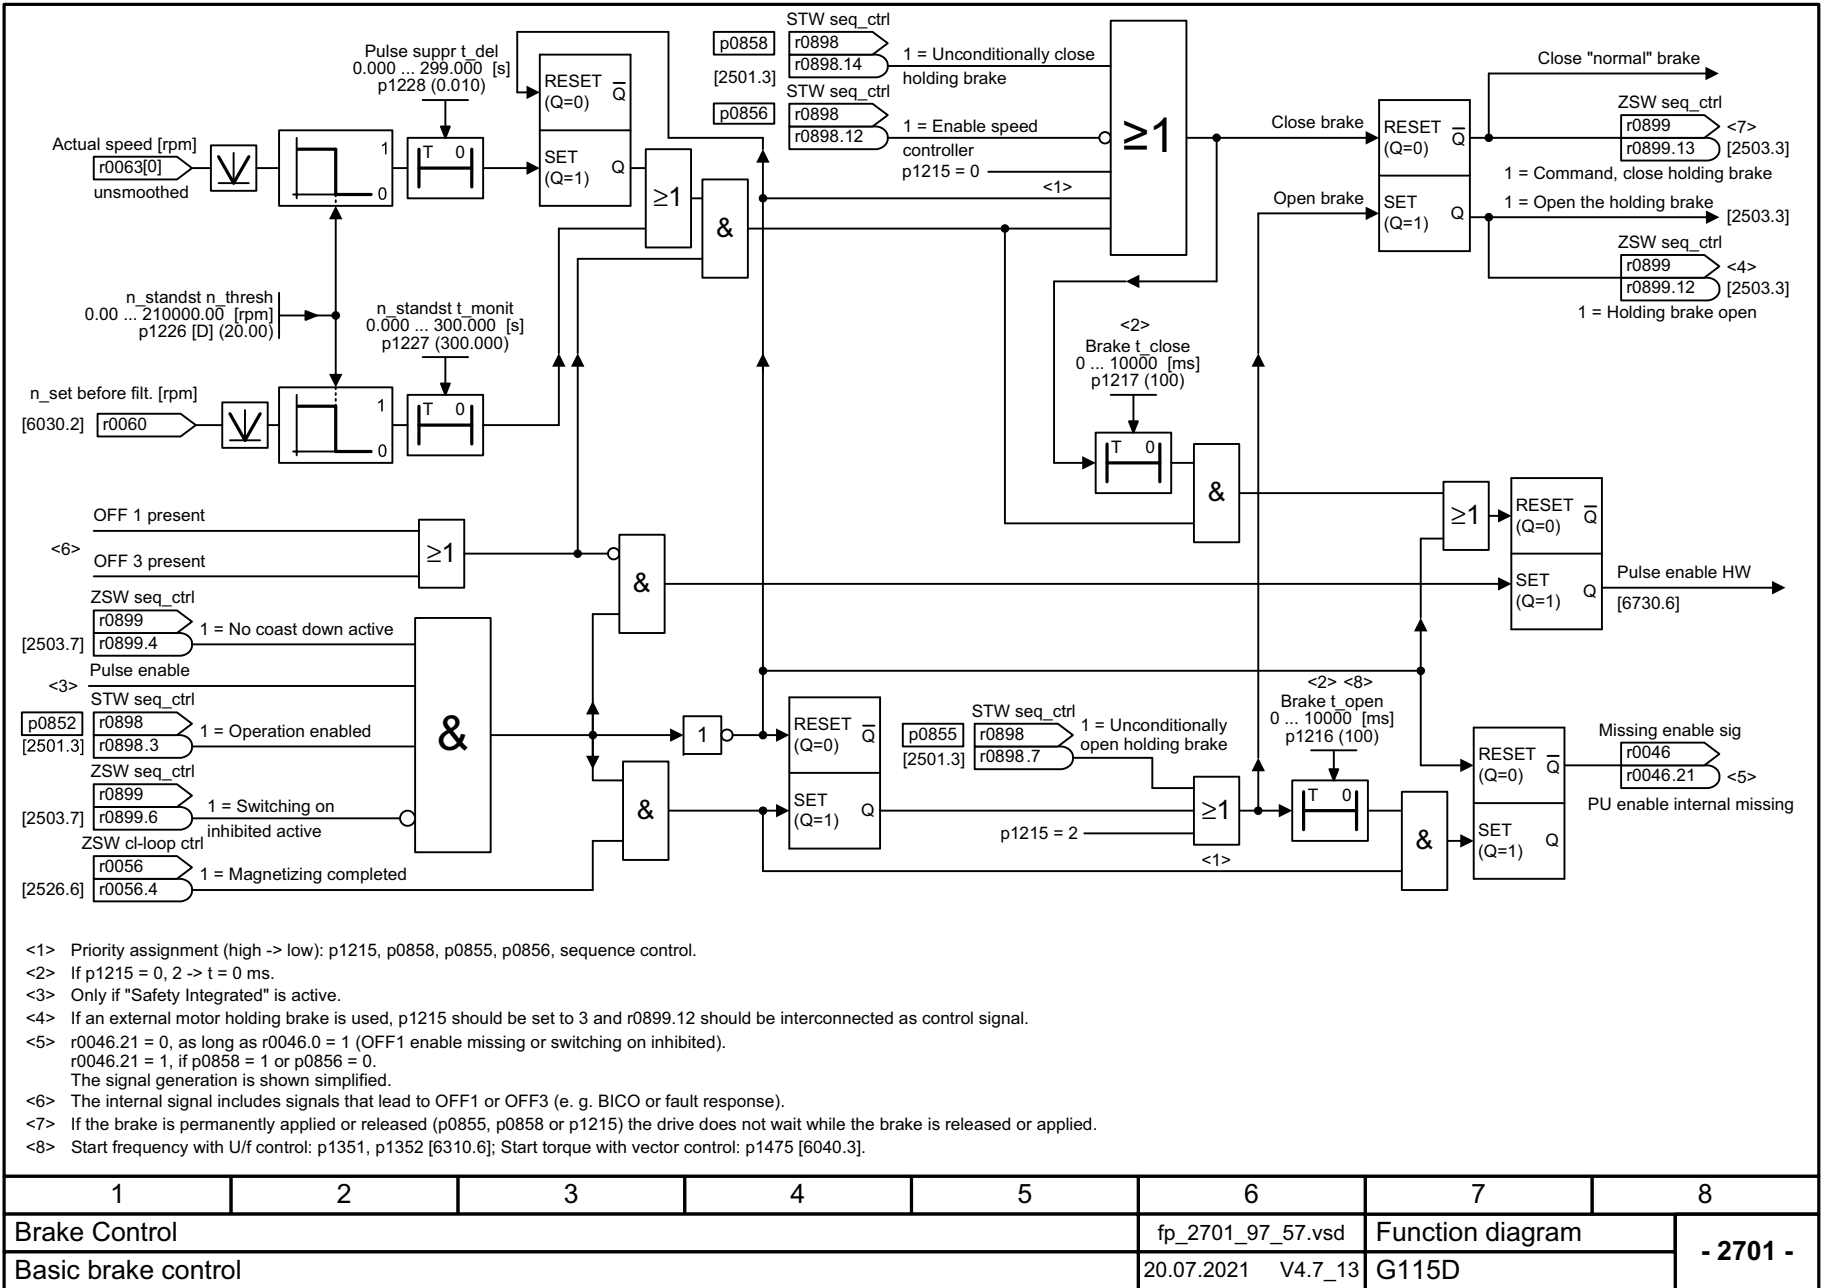 Pulse suppr t_del
0.000 ... 299.000 [s]
p1228 (0.010)
Actual speed [rpm]
r0063[0]
unsmoothed
1
0
T 0
RESET
(Q=0)
Q
SET
(Q=1)
Q
≥1
&
n_standst n_thresh
0.00 ... 210000.00 [rpm]
p1226 [D] (20.00)
n_standst t_monit
0.000 ... 300.000 [s]
p1227 (300.000)
n_set before filt. [rpm]
[6030.2]
r0060
1
0
T 0
STW seq_ctrl
p0858
r0898
r0898.14
[2501.3]
1 = Unconditionally close
holding brake
STW seq_ctrl
p0856
r0898
r0898.12
1 = Enable speed
controller
p1215 = 0
<1>
≥1
Close brake
Open brake
RESET
(Q=0)
Q
SET
(Q=1)
Q
Close "normal" brake
ZSW seq_ctrl
r0899
<7>
r0899.13
[2503.3]
1 = Command, close holding brake
1 = Open the holding brake
[2503.3]
ZSW seq_ctrl
r0899
<4>
r0899.12
[2503.3]
1 = Holding brake open
<2>
Brake t_close
0 ... 10000 [ms]
p1217 (100)
T 0
&
≥1
RESET
(Q=0)
Q
SET
(Q=1)
Q
Pulse enable HW
[6730.6]
OFF 1 present
<6>
OFF 3 present
≥1
&
ZSW seq_ctrl
r0899
r0899.4
[2503.7]
1 = No coast down active
Pulse enable
<3>
STW seq_ctrl
p0852
r0898
r0898.3
[2501.3]
1 = Operation enabled
ZSW seq_ctrl
r0899
r0899.6
[2503.7]
1 = Switching on
inhibited active
ZSW cl-loop ctrl
r0056
r0056.4
[2526.6]
1 = Magnetizing completed
&
&
1
RESET
(Q=0)
Q
SET
(Q=1)
Q
STW seq_ctrl
p0855
r0898
r0898.7
[2501.3]
1 = Unconditionally
open holding brake
p1215 = 2
<1>
≥1
<2> <8>
Brake t_open
0 ... 10000 [ms]
p1216 (100)
T 0
&
RESET
(Q=0)
Q
SET
(Q=1)
Q
Missing enable sig
r0046
r0046.21
<5>
PU enable internal missing
<1> Priority assignment (high -> low): p1215, p0858, p0855, p0856, sequence control.
<2> If p1215 = 0, 2 -> t = 0 ms.
<3> Only if "Safety Integrated" is active.
<4> If an external motor holding brake is used, p1215 should be set to 3 and r0899.12 should be interconnected as control signal.
<5> r0046.21 = 0, as long as r0046.0 = 1 (OFF1 enable missing or switching on inhibited).
r0046.21 = 1, if p0858 = 1 or p0856 = 0.
The signal generation is shown simplified.
<6> The internal signal includes signals that lead to OFF1 or OFF3 (e. g. BICO or fault response).
<7> If the brake is permanently applied or released (p0855, p0858 or p1215) the drive does not wait while the brake is released or applied.
<8> Start frequency with U/f control: p1351, p1352 [6310.6]; Start torque with vector control: p1475 [6040.3].
1 2 3 4 5 6 7 8
Brake Control
fp_2701_97_57.vsd
Function diagram
- 2701 -
Basic brake control
20.07.2021 V4.7_13
G115D